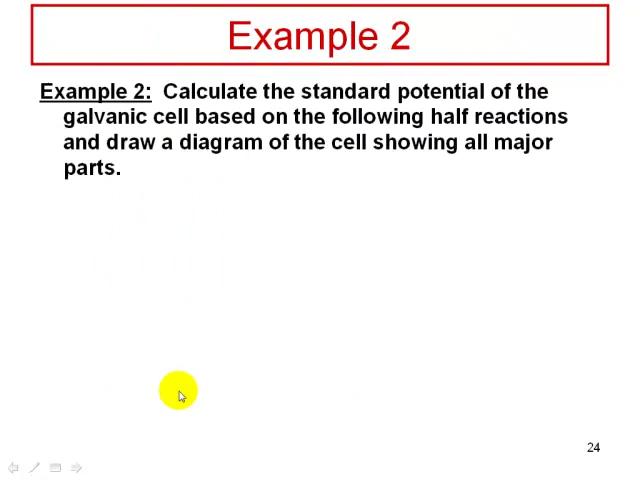 Example 2
Example 2: Calculate the standard potential of the
galvanic cell based on the following half reactions
and draw a diagram of the cell showing all major
parts.
24